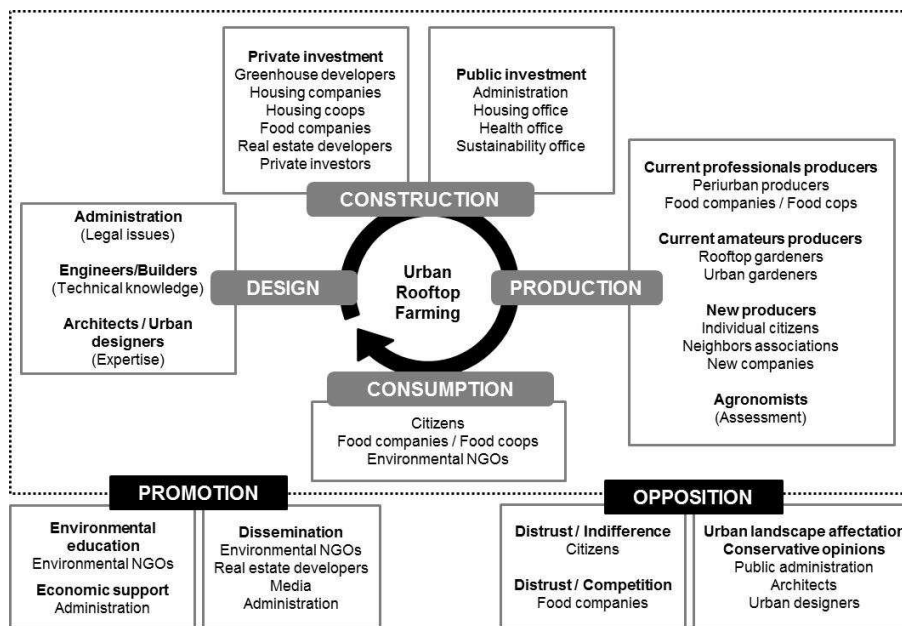 Private investment
Greenhouse developers
Housing companies
Housing coops
Food companies
Real estate developers
Private investors
Public investment
Administration
Housing office
Health office
Sustainability office
CONSTRUCTION
Administration
(Legal issues)
Engineers/Builders
(Technical knowledge)
Architects / Urban
designers
(Expertise)
DESIGN
Urban
Rooftop
Farming
PRODUCTION
Current professionals producers
Periurban producers
Food companies / Food cops
Current amateurs producers
Rooftop gardeners
Urban gardeners
New producers
Individual citizens
Neighbors associations
New companies
Agronomists
(Assessment)
CONSUMPTION
Citizens
Food companies / Food coops
Environmental NGOs
PROMOTION
Environmental
education
Environmental NGOs
Economic support
Administration
Dissemination
Environmental NGOs
Real estate developers
Media
Administration
OPPOSITION
Distrust / Indifference
Citizens
Distrust / Competition
Food companies
Urban landscape affectation
Conservative opinions
Public administration
Architects
Urban designers